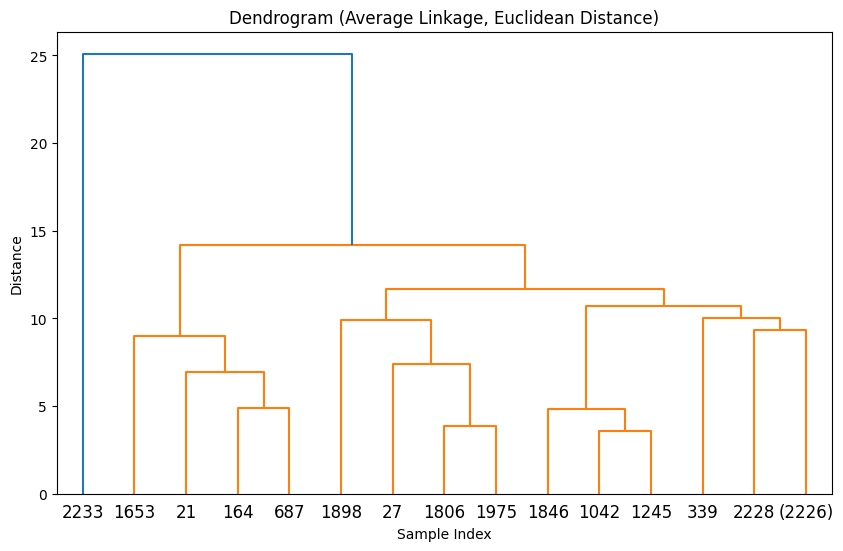 Dendrogram (Average Linkage, Euclidean Distance)
25
20
15
10
5
0
Distance
2233 1653 21 164 687 1898 27 1806 1975 1846 1042 1245 339 2228 (2226)
Sample Index